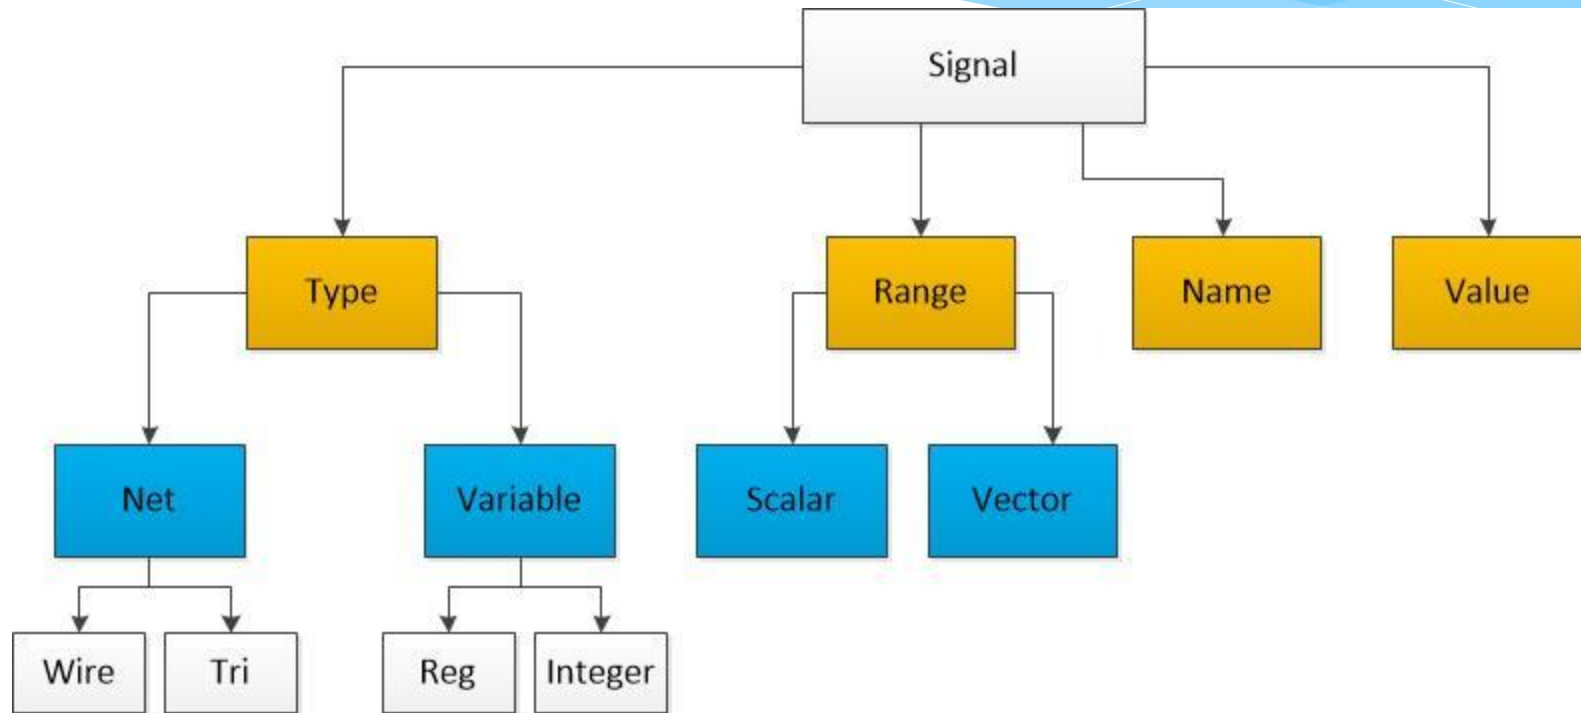 Signal
Type
Range
Name
Value
Net
Variable
Scalar
Vector
Wire
Tri
Reg
Integer